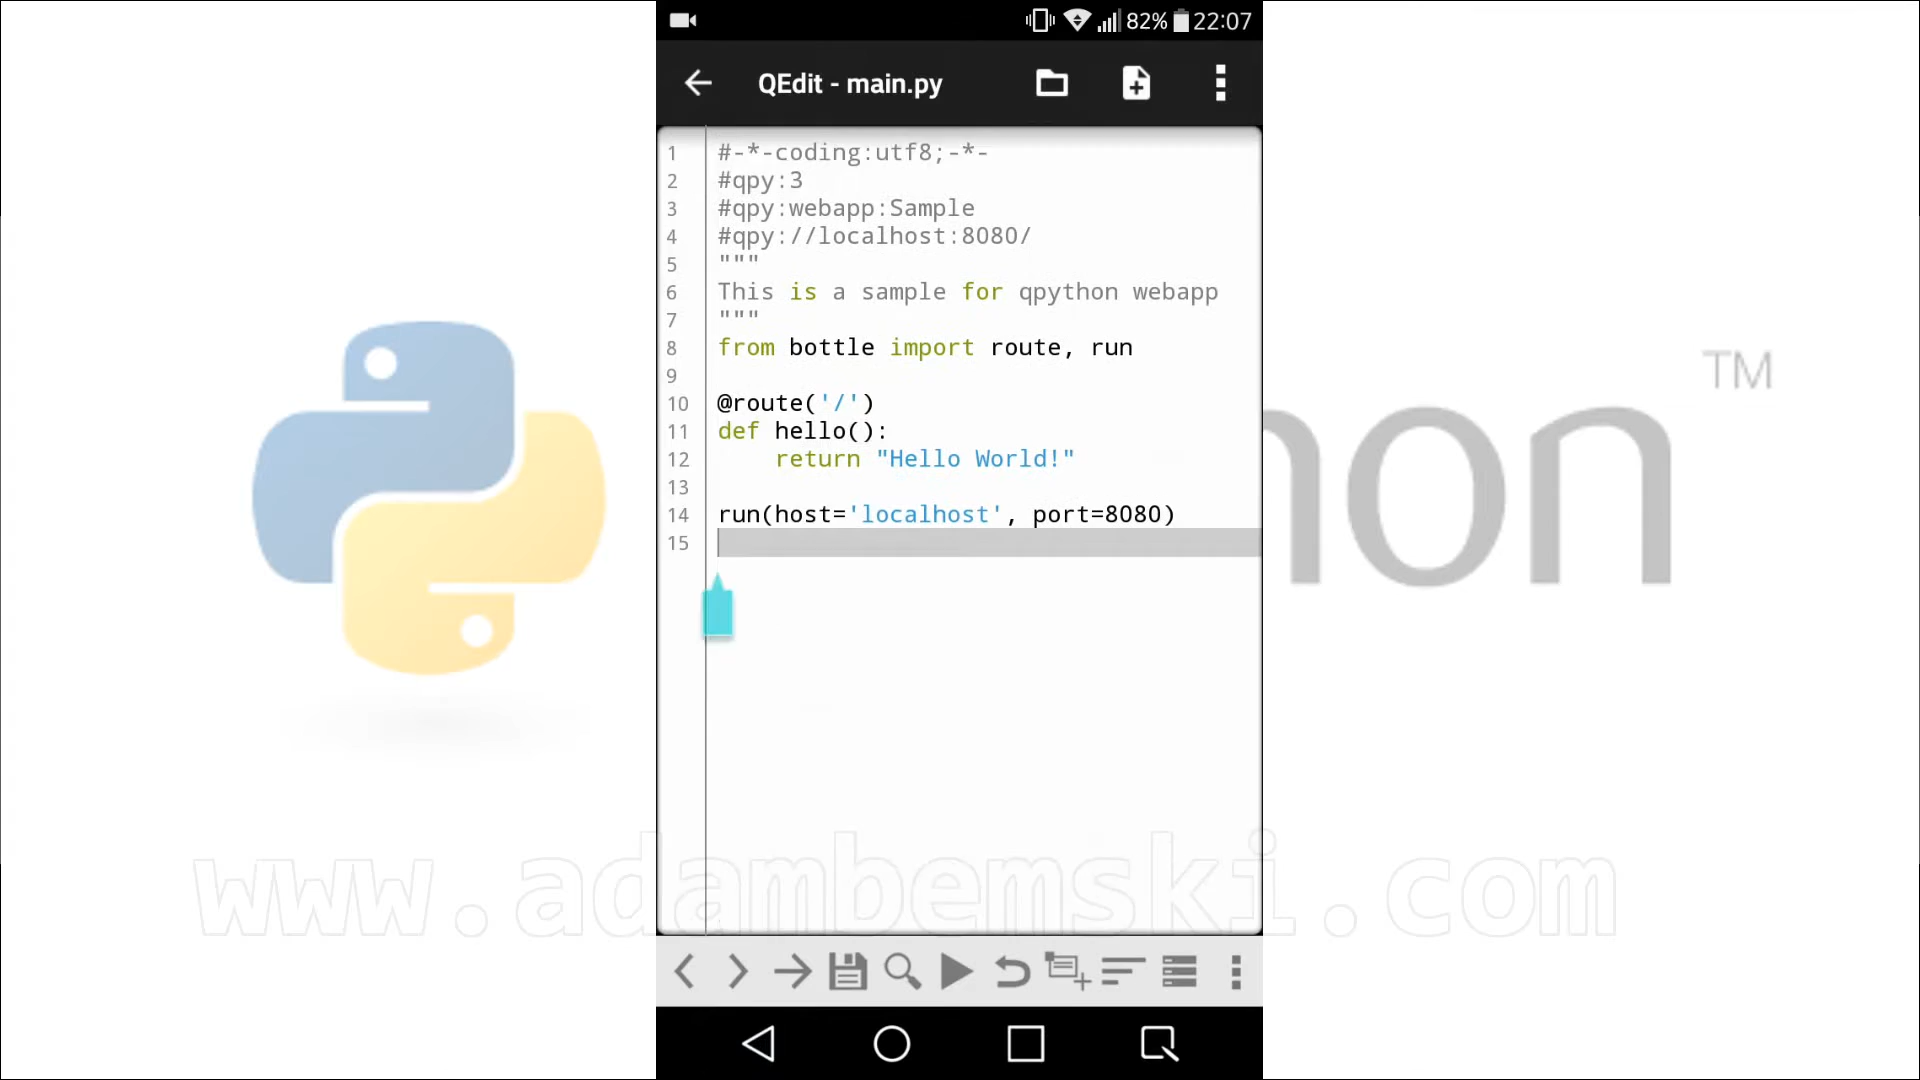 82% 22:07
QEdit - main.py
1 #-*-coding:utf8;-*-
2 #qpy:3
3 #qpy:webapp:Sample
4 #qpy://localhost:8080/
5 """
6 This is a sample for qpython webapp
7 """
8 from bottle import route, run
9
10 @route('/')
11 def hello():
12     return "Hello World!"
13
14 run(host='localhost', port=8080)
15
hon
TM
www.adambemski.com